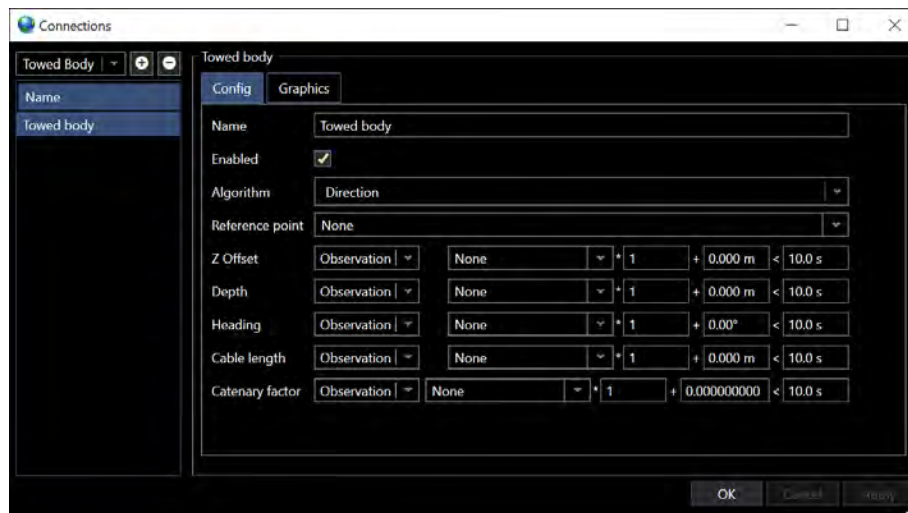 Connections
Towed Body
Towed body
Config Graphics
Name
Towed body
Name Towed body
Enabled
Algorithm Direction
Reference point None
Z Offset Observation None * 1 + 0.000 m < 10.0 s
Depth Observation None * 1 + 0.000 m < 10.0 s
Heading Observation None * 1 + 0.00° < 10.0 s
Cable length Observation None * 1 + 0.000 m < 10.0 s
Catenary factor Observation None * 1 + 0.000000000 < 10.0 s
OK Cancel Apply